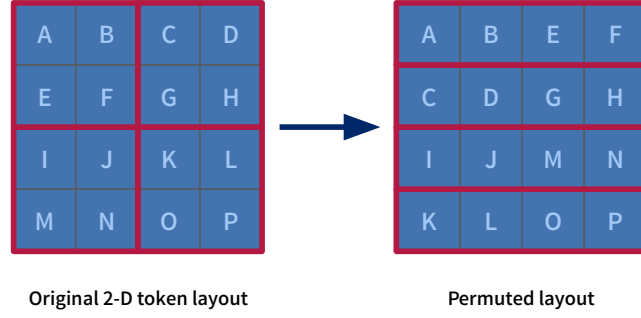 A B C D
E F G H
I J K L
M N O P
Original 2-D token layout
A B E F
C D G H
I J M N
K L O P
Permuted layout